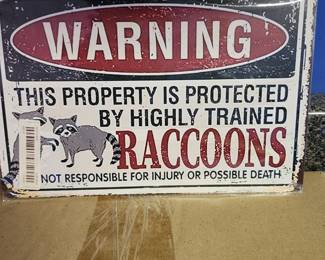 WARNING
THIS PROPERTY IS PROTECTED
BY HIGHLY TRAINED
RACCOONS
NOT RESPONSIBLE FOR INJURY OR POSSIBLE DEATH